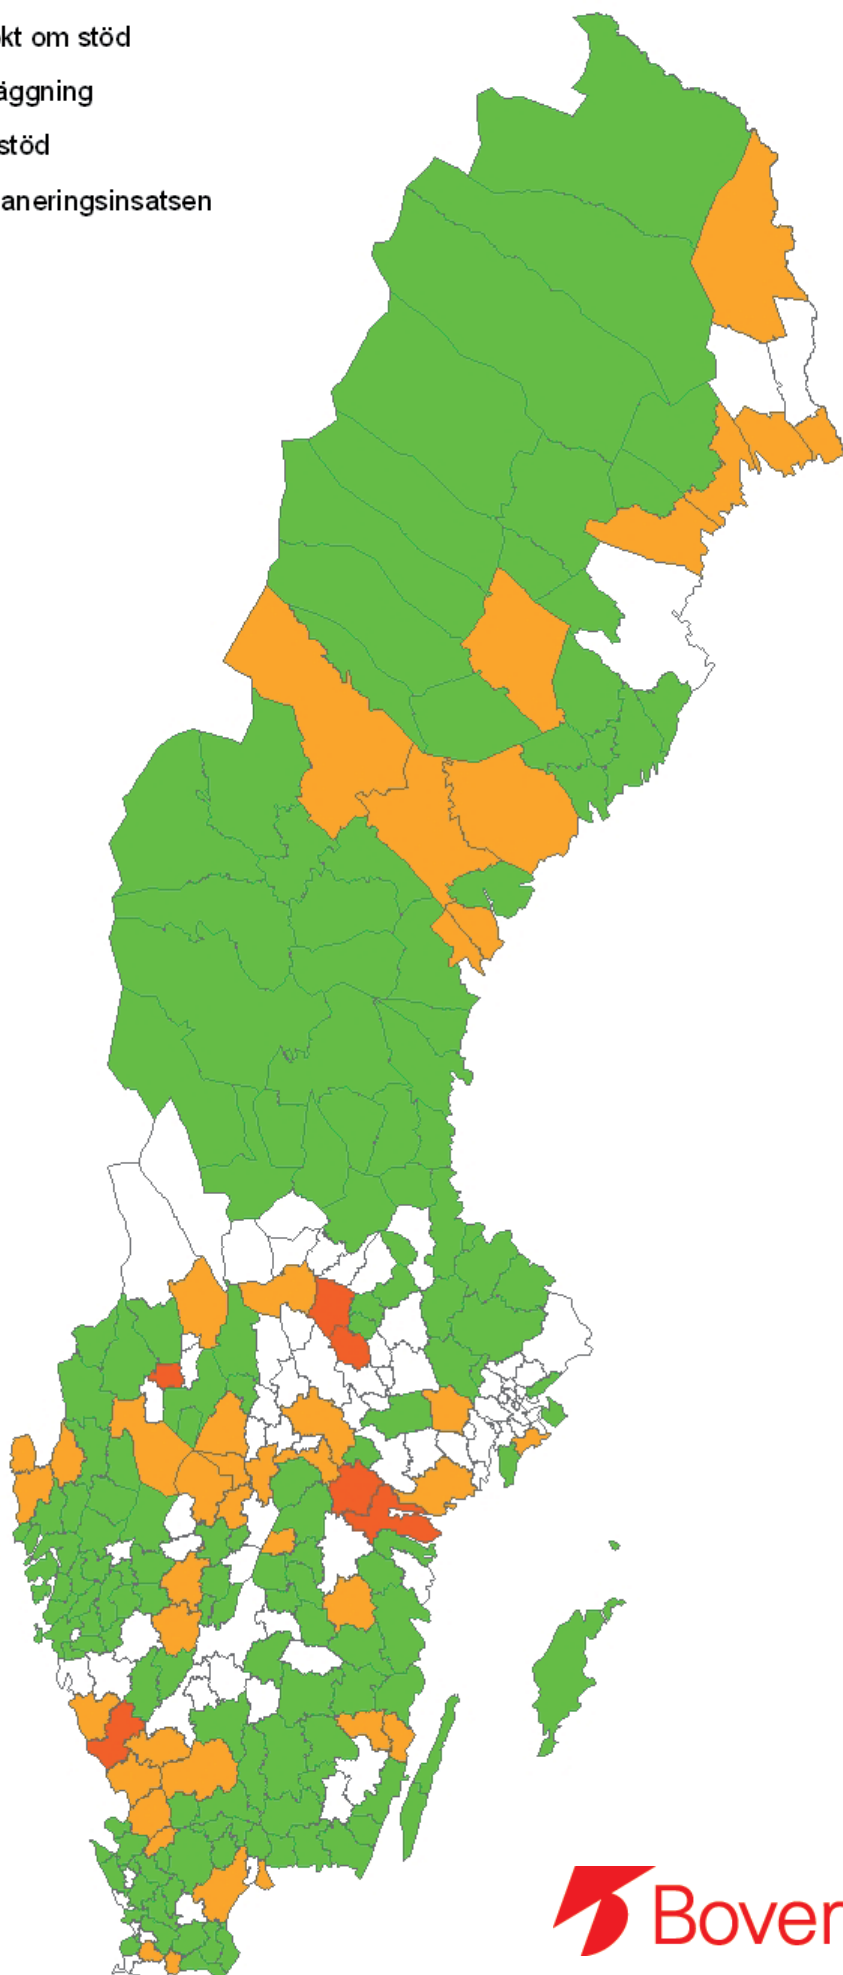 kt om stöd
äggning
stöd
aneringsinsatsen
Bover